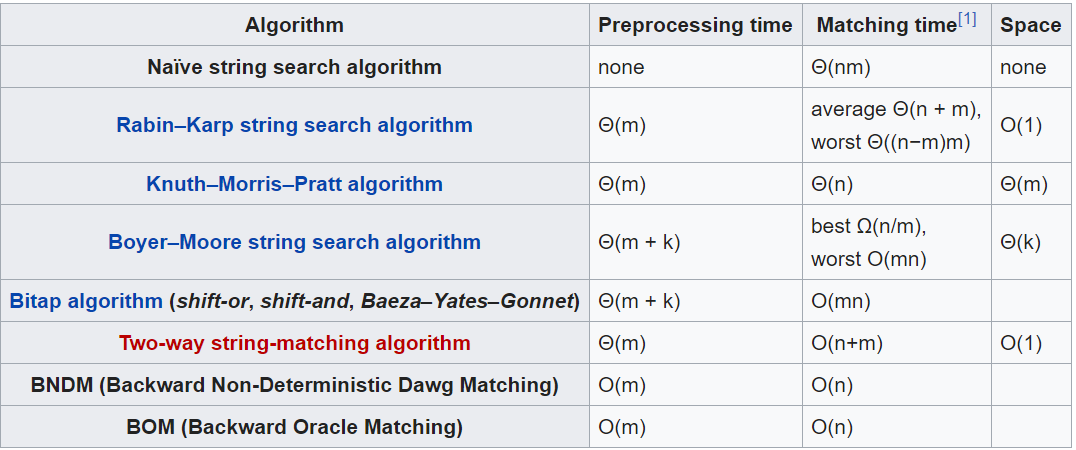 Algorithm Preprocessing time Matching time[1] Space
Naïve string search algorithm none Θ(nm) none
Rabin–Karp string search algorithm Θ(m) average Θ(n + m),
worst Θ((n−m)m) O(1)
Knuth–Morris–Pratt algorithm Θ(m) Θ(n) Θ(m)
Boyer–Moore string search algorithm Θ(m + k) best Ω(n/m),
worst O(mn) Θ(k)
Bitap algorithm (shift-or, shift-and, Baeza–Yates–Gonnet) Θ(m + k) O(mn)
Two-way string-matching algorithm Θ(m) O(n+m) O(1)
BNDM (Backward Non-Deterministic Dawg Matching) O(m) O(n)
BOM (Backward Oracle Matching) O(m) O(n)